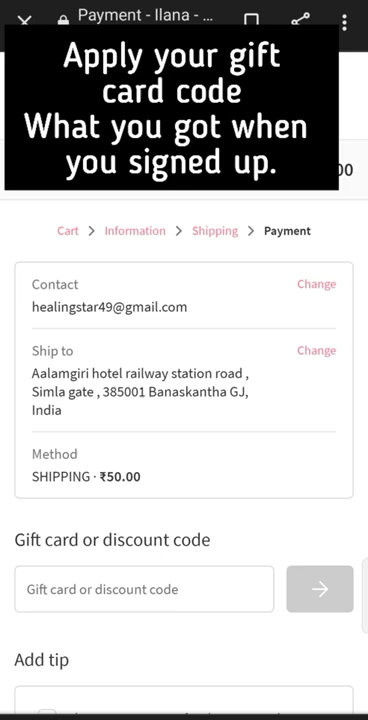 Payment - Ilana - ...
Apply your gift
card code
What you got when
you signed up.
00
Cart > Information > Shipping > Payment
Contact
Change
healingstar49@gmail.com
Ship to
Change
Aalamgiri hotel railway station road ,
Simla gate , 385001 Banaskantha GJ,
India
Method
SHIPPING · ₹50.00
Gift card or discount code
Gift card or discount code
Add tip